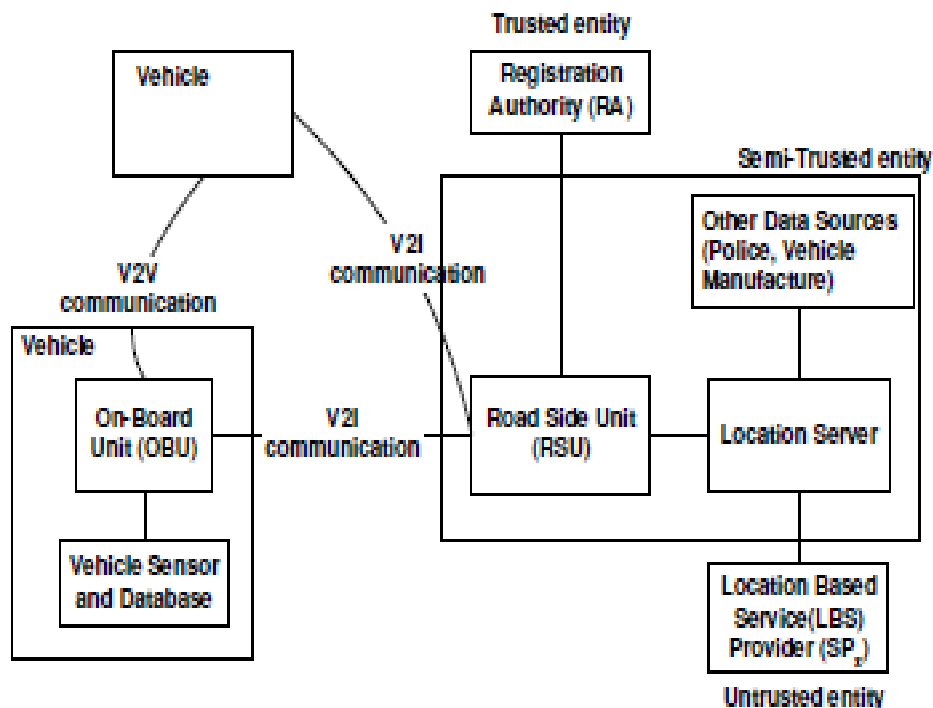 Trusted entity
Vehicle
Registration
Authority (RA)
Semi-Trusted entity
Other Data Sources
(Police, Vehicle
Manufacture)
V2I
communication
V2V
communication
Vehicle
On-Board
Unit (OBU)
V2I
communication
Road Side Unit
(RSU)
Location Server
Vehicle Sensor
and Database
Location Based
Service(LBS)
Provider (SP
Untrusted entity